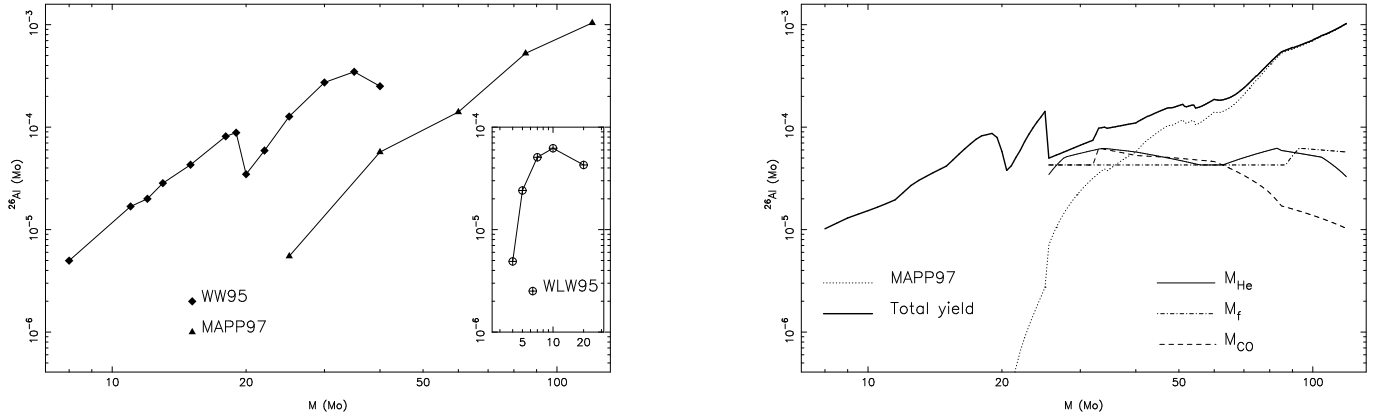 10⁻³
10⁻⁴
10⁻⁵
10⁻⁶
²⁶Al (Mo)
10⁻⁴
10⁻⁵
10⁻⁶
5 10 20
WLW95
WW95
MAPP97
10 20 50 100
M (Mo)
10⁻³
10⁻⁴
10⁻⁵
10⁻⁶
²⁶Al (Mo)
MAPP97
Total yield
M_He
M_f
M_CO
10 20 50 100
M (Mo)